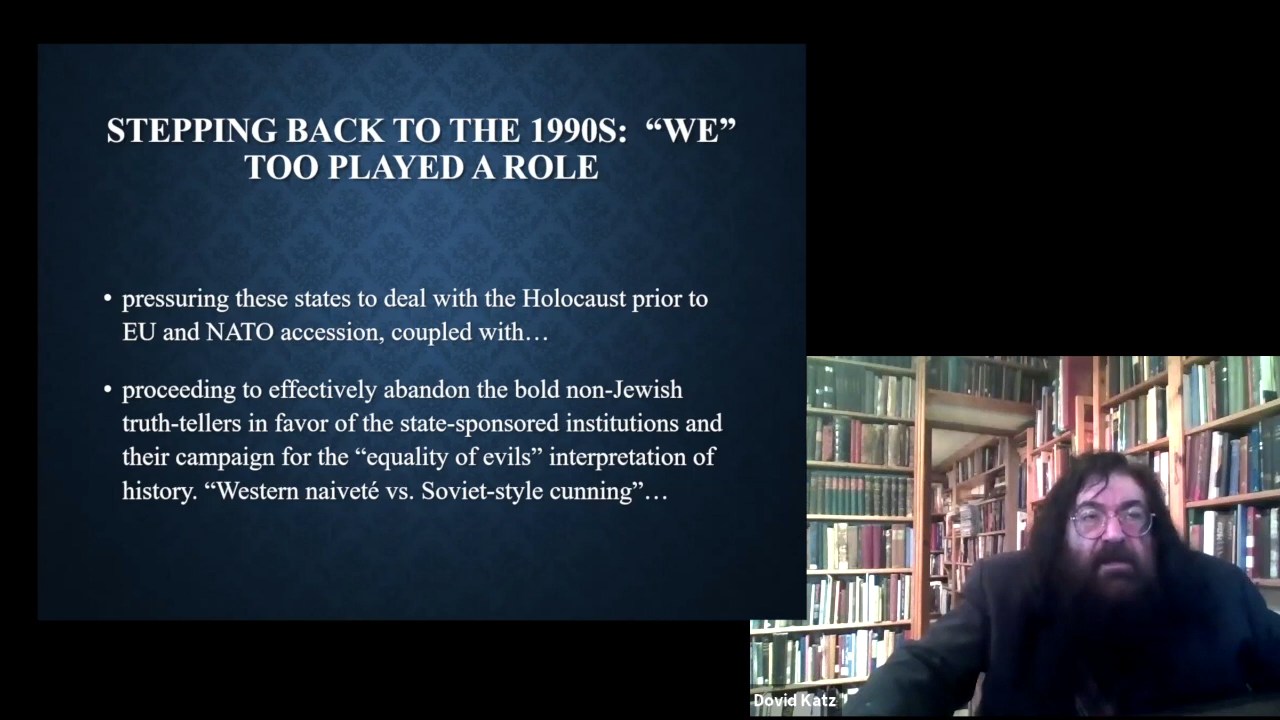 STEPPING BACK TO THE 1990S: “WE”
TOO PLAYED A ROLE
• pressuring these states to deal with the Holocaust prior to
EU and NATO accession, coupled with…
• proceeding to effectively abandon the bold non-Jewish
truth-tellers in favor of the state-sponsored institutions and
their campaign for the “equality of evils” interpretation of
history. “Western naiveté vs. Soviet-style cunning”…
Dovid Katz